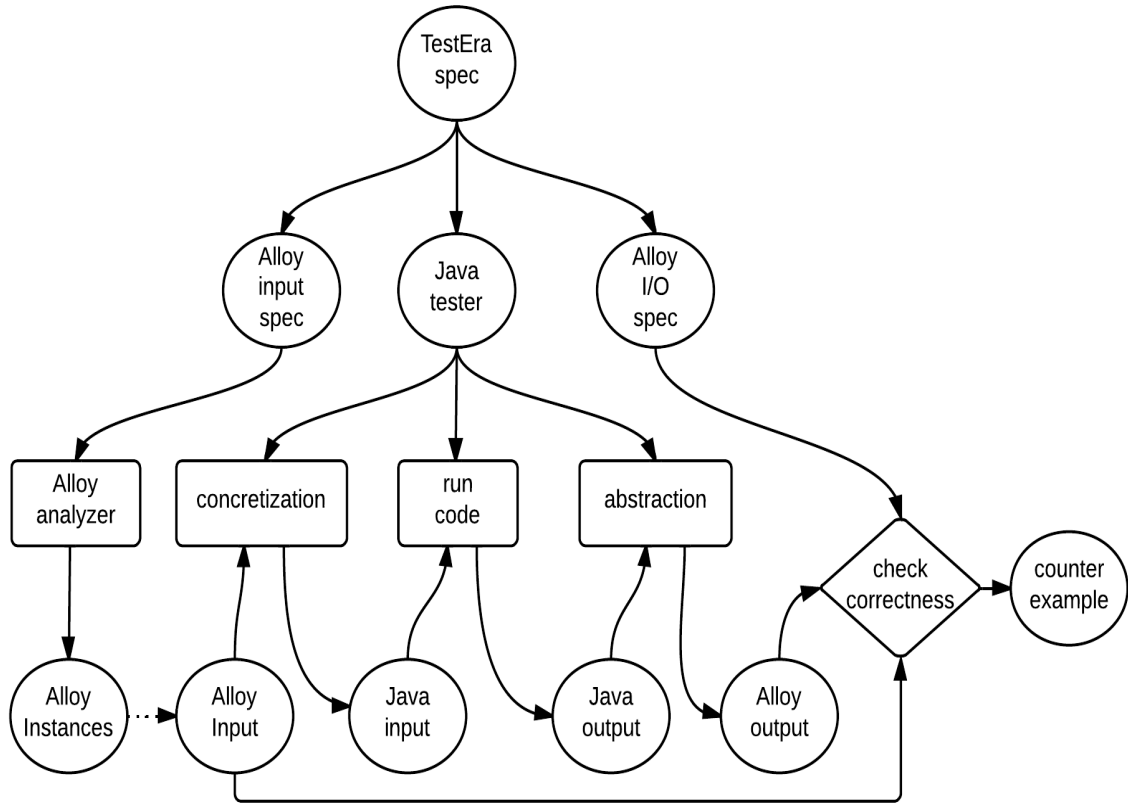 TestEra
spec
Alloy
input
spec
Java
tester
Alloy
I/O
spec
Alloy
analyzer
concretization
run
code
abstraction
check
correctness
counter
example
Alloy
Instances
Alloy
Input
Java
input
Java
output
Alloy
output